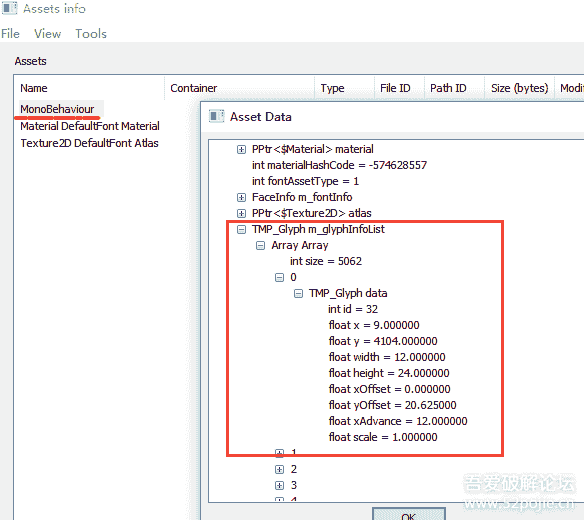 Assets info
File View Tools
Assets
Name Container Type File ID Path ID Size (bytes) Modi
MonoBehaviour
Material DefaultFont Material
Texture2D DefaultFont Atlas
Asset Data
PPtr<$Material> material
int materialHashCode = -574628557
int fontAssetType = 1
FaceInfo m_fontInfo
PPtr<$Texture2D> atlas
TMP_Glyph m_glyphInfoList
Array Array
int size = 5062
0
TMP_Glyph data
int id = 32
float x = 9.000000
float y = 4104.000000
float width = 12.000000
float height = 24.000000
float xOffset = 0.000000
float yOffset = 20.625000
float xAdvance = 12.000000
float scale = 1.000000
1
2
3
4
OK
吾爱破解论坛
www.52pojie.cn